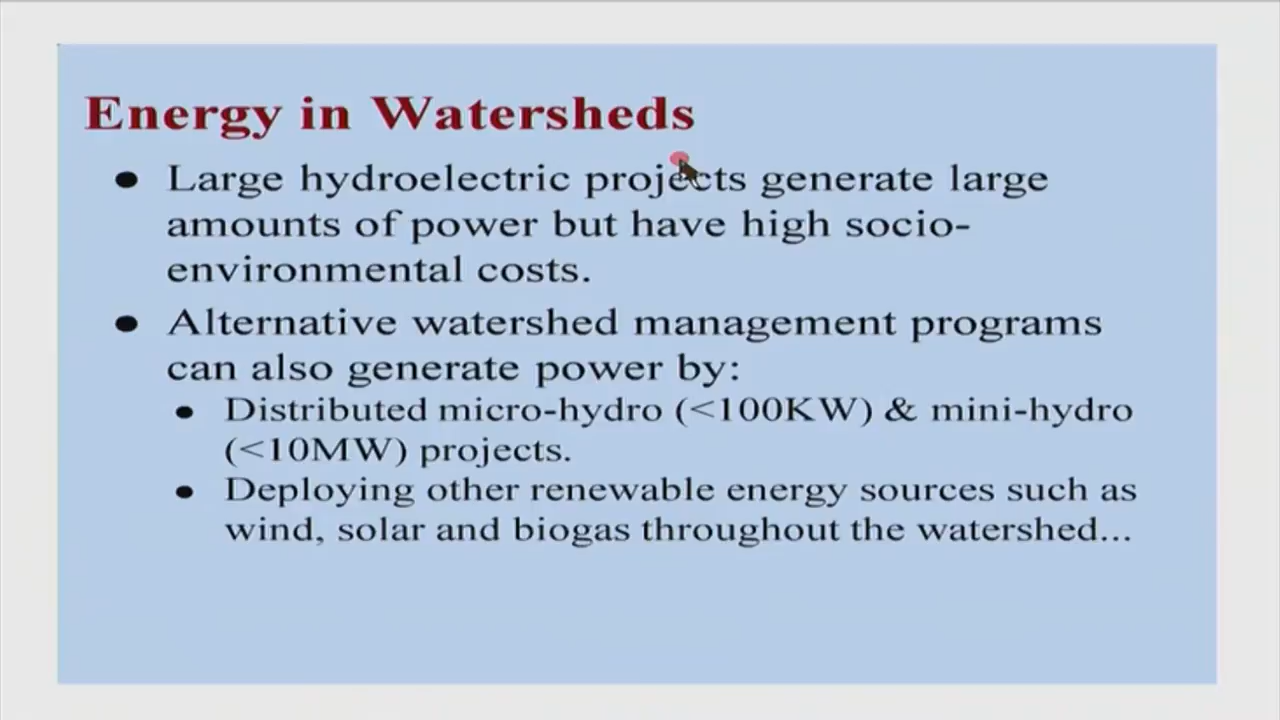 Energy in Watersheds
● Large hydroelectric projects generate large
amounts of power but have high socio-
environmental costs.
● Alternative watershed management programs
can also generate power by:
● Distributed micro-hydro (<100KW) & mini-hydro
(<10MW) projects.
● Deploying other renewable energy sources such as
wind, solar and biogas throughout the watershed...